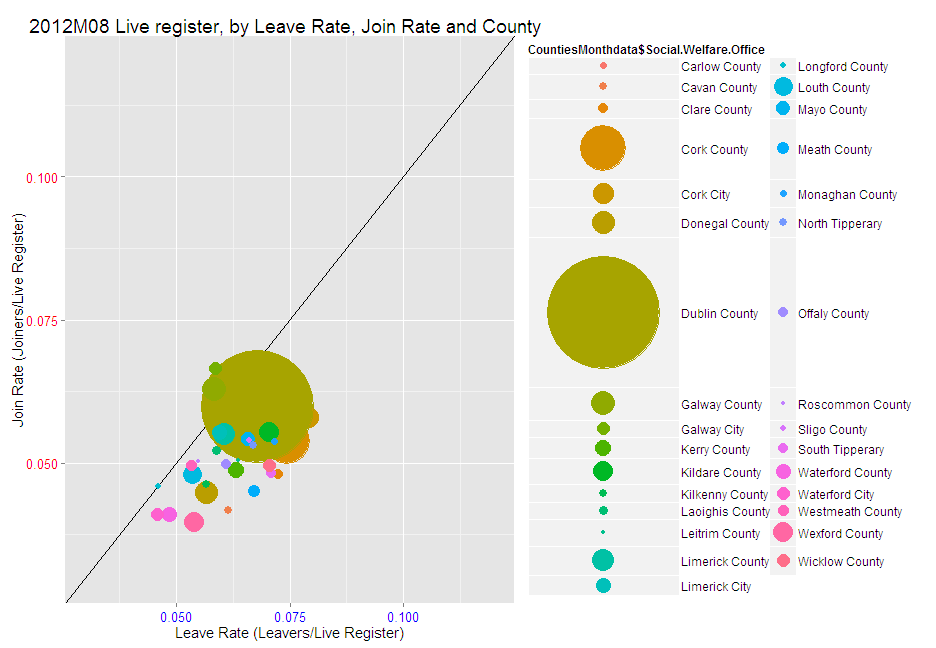 2012M08 Live register, by Leave Rate, Join Rate and County
Join Rate (Joiners/Live Register)
0.100
0.075
0.050
0.050 0.075 0.100
Leave Rate (Leavers/Live Register)
CountiesMonthdata$Social.Welfare.Office
Carlow County
Cavan County
Clare County
Cork County
Cork City
Donegal County
Dublin County
Galway County
Galway City
Kerry County
Kildare County
Kilkenny County
Laoighis County
Leitrim County
Limerick County
Limerick City
Longford County
Louth County
Mayo County
Meath County
Monaghan County
North Tipperary
Offaly County
Roscommon County
Sligo County
South Tipperary
Waterford County
Waterford City
Westmeath County
Wexford County
Wicklow County